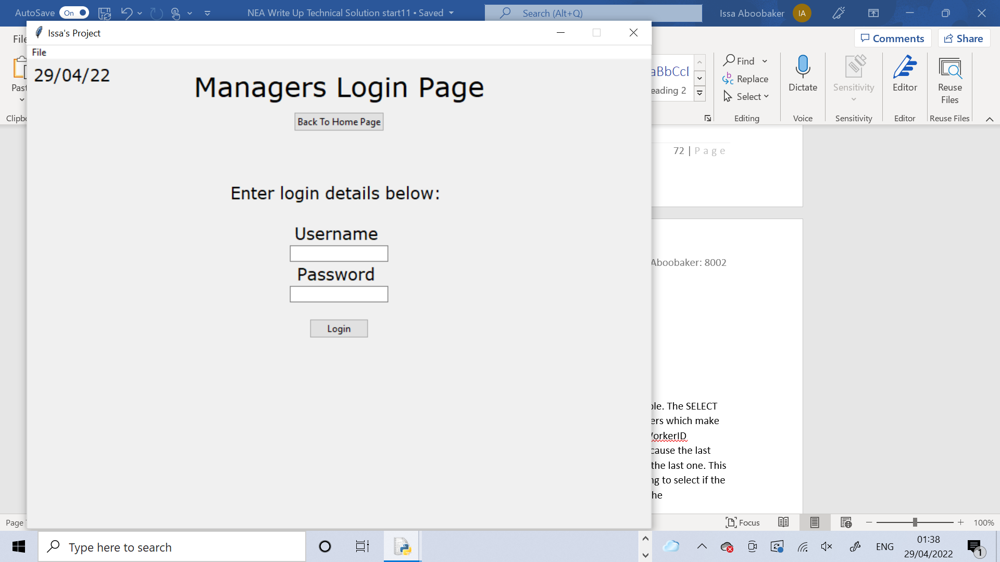 AutoSave On
NEA Write Up Technical Solution start11 • Saved
Search (Alt+Q)
Issa Aboobaker IA
Issa's Project
File
Comments
Share
File
29/04/22
Managers Login Page
Back To Home Page
Enter login details below:
Username
Password
Login
aBbCcI
eading 2
Find
Replace
Select
Editing
Dictate
Voice
Sensitivity
Sensitivity
Editor
Editor
Reuse
Files
Reuse Files
Past
Clipbo
72 | Page
Aboobaker: 8002
ble. The SELECT
ers which make
orkerID
cause the last
the last one. This
ng to select if the
he
Page
Focus
100%
Type here to search
ENG
01:38
29/04/2022
1